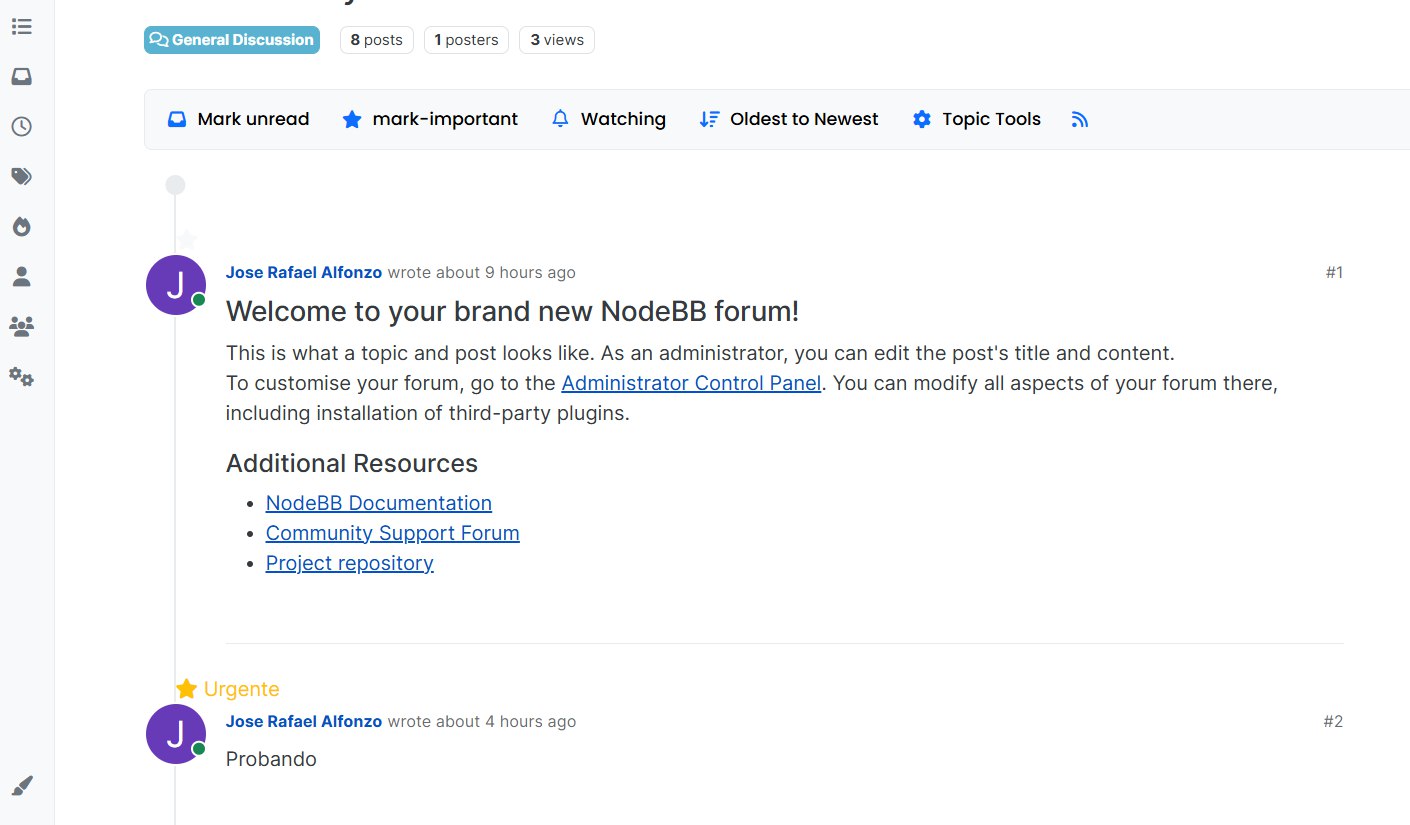 General Discussion 8 posts 1 posters 3 views
Mark unread mark-important Watching Oldest to Newest Topic Tools
Jose Rafael Alfonzo wrote about 9 hours ago #1
J
Welcome to your brand new NodeBB forum!
This is what a topic and post looks like. As an administrator, you can edit the post's title and content.
To customise your forum, go to the Administrator Control Panel. You can modify all aspects of your forum there,
including installation of third-party plugins.
Additional Resources
• NodeBB Documentation
• Community Support Forum
• Project repository
Urgente
Jose Rafael Alfonzo wrote about 4 hours ago #2
J
Probando